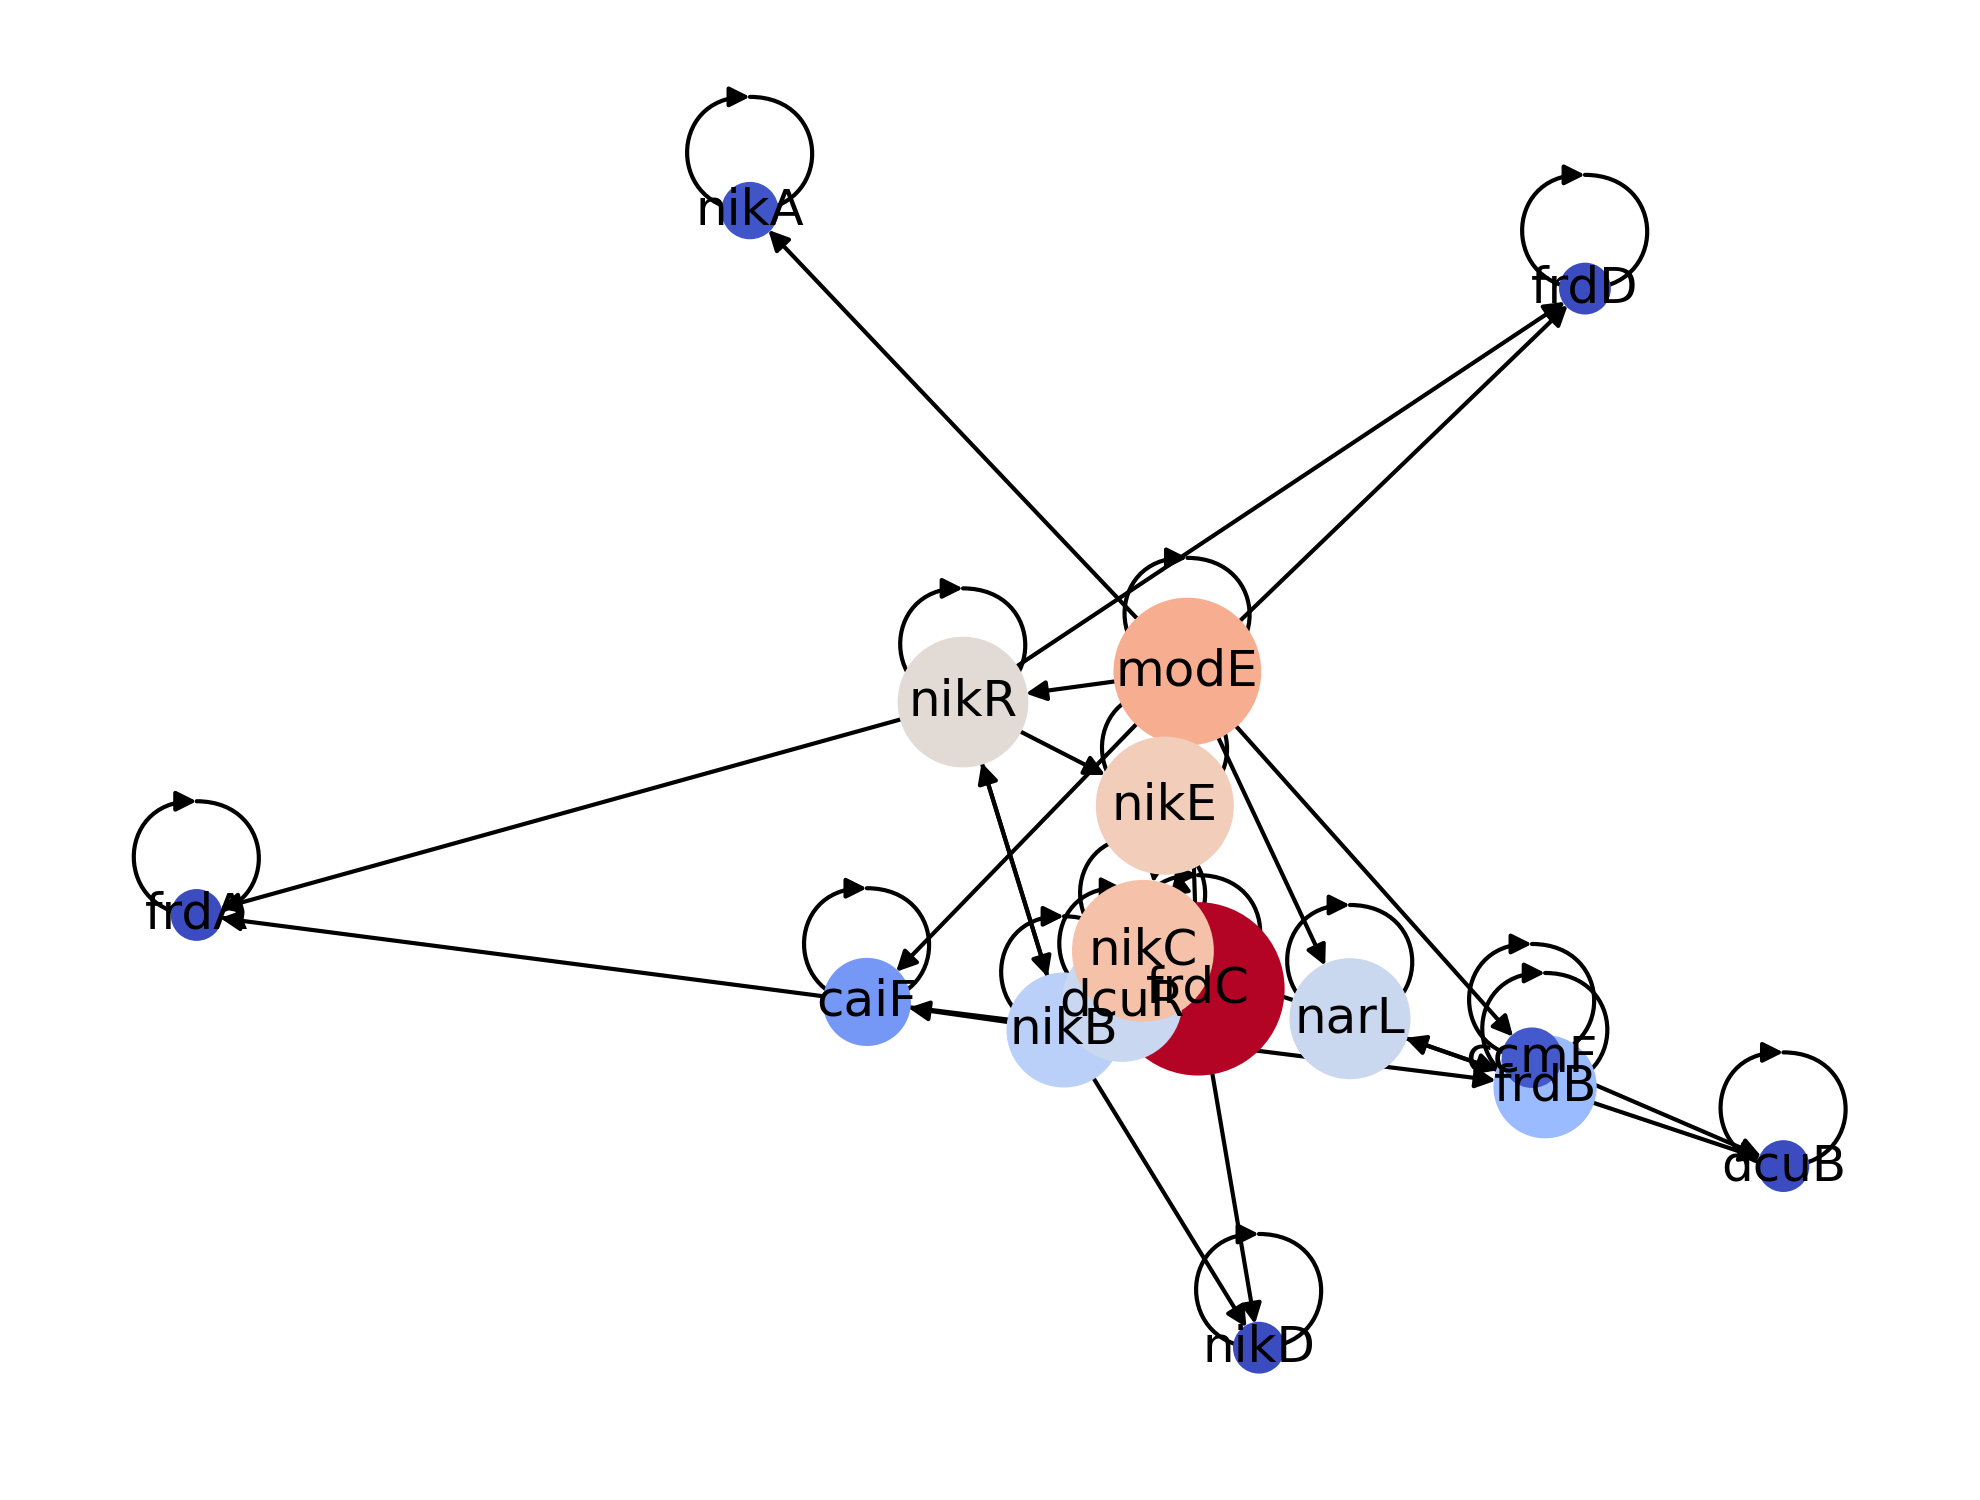 nikA
frdD
modE
nikR
nikE
frdA
nikC
frdC
caiF
dcuR
nikB
narL
ccmF
frdB
dcuB
nikD